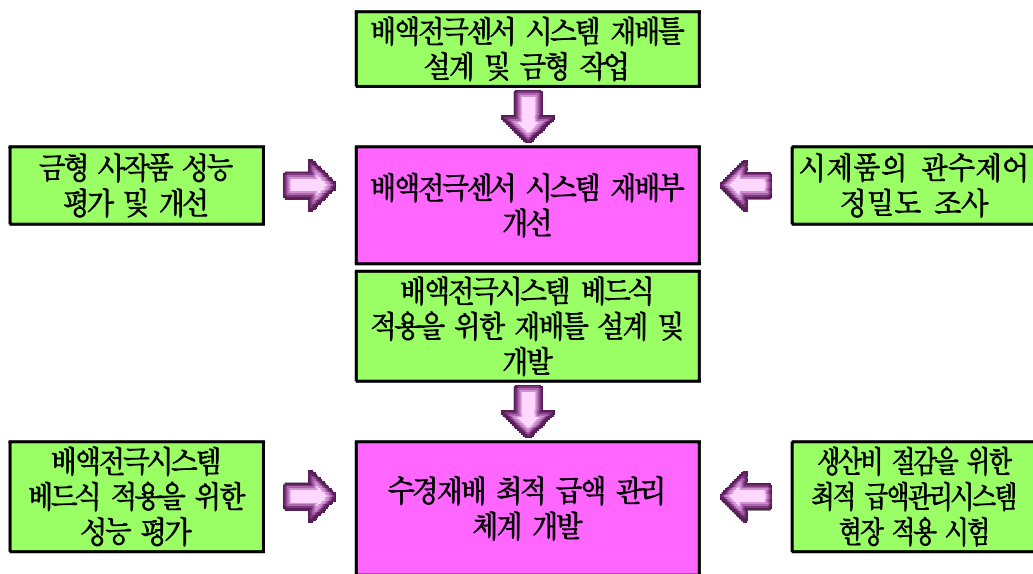 배액전극센서 시스템 재배틀
설계 및 금형 작업
금형 사작품 성능
평가 및 개선
배액전극센서 시스템 재배부
개선
시제품의 관수제어
정밀도 조사
배액전극시스템 베드식
적용을 위한 재배틀 설계 및
개발
배액전극시스템
베드식 적용을 위한
성능 평가
수경재배 최적 급액 관리
체계 개발
생산비 절감을 위한
최적 급액관리시스템
현장 적용 시험